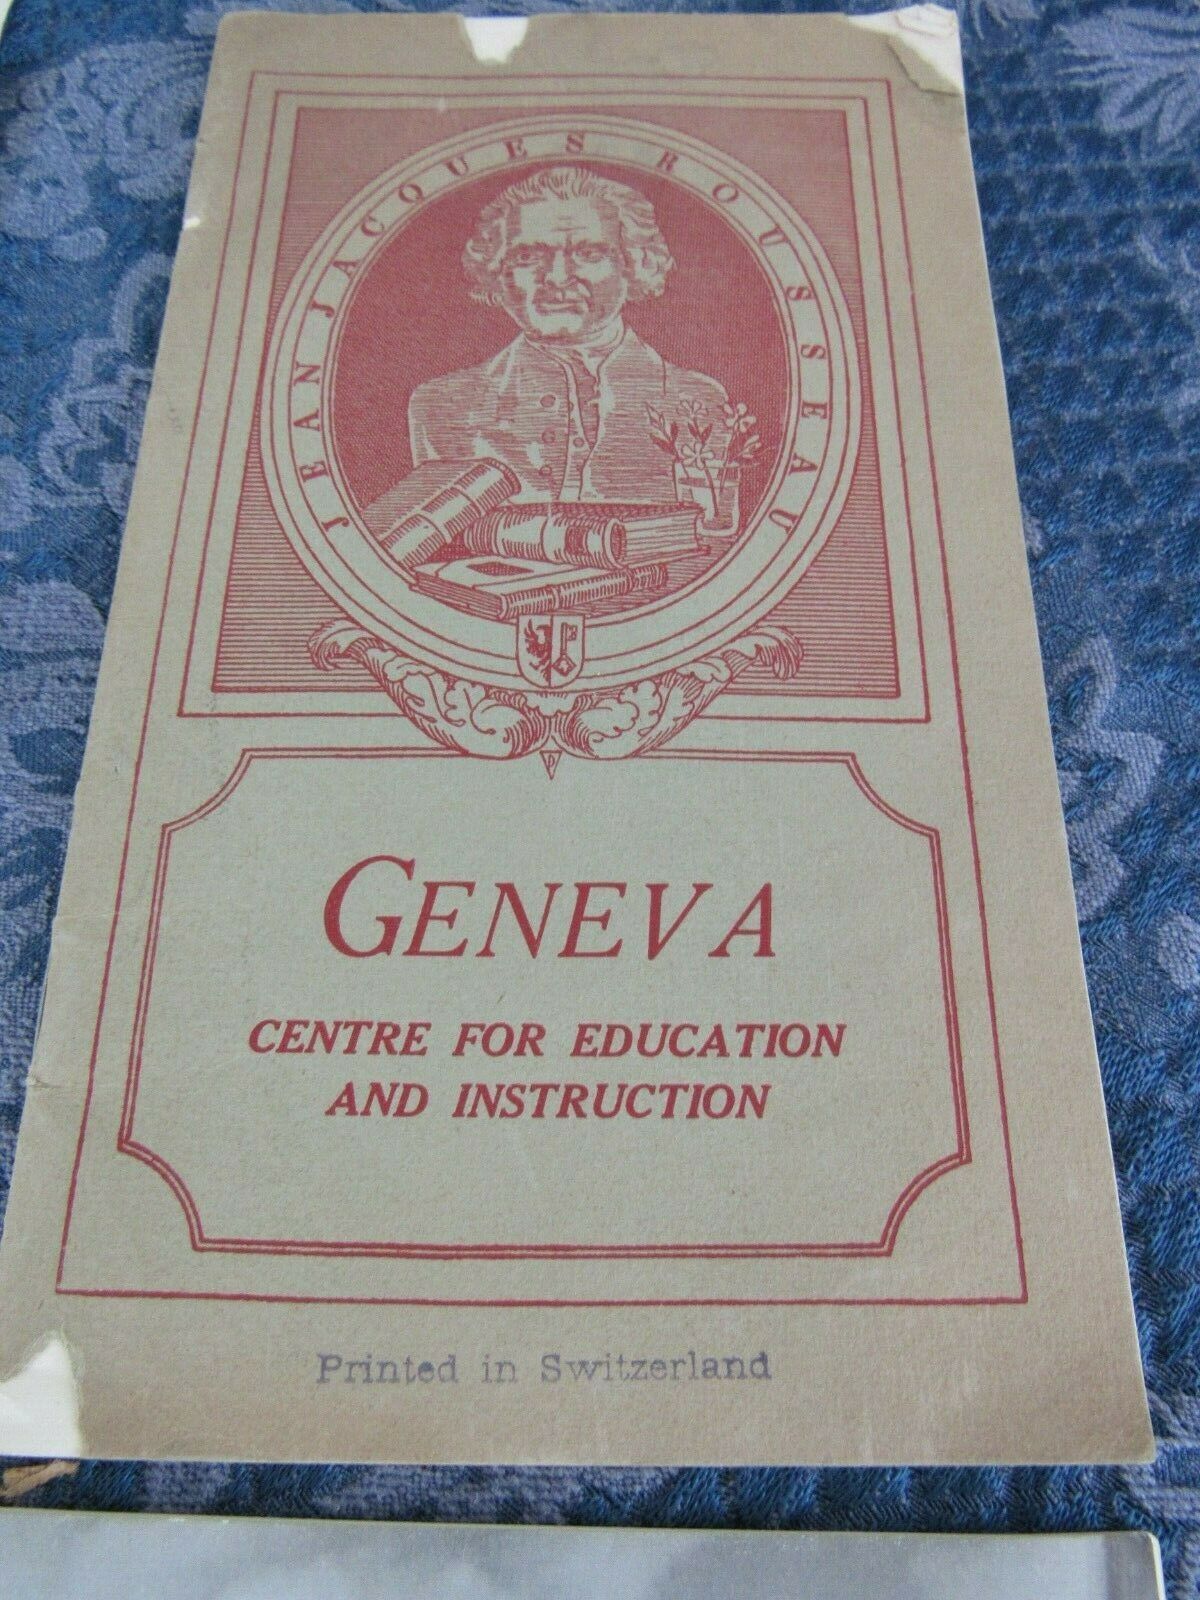 JEAN JACQUES ROUSSEAU
P
GENEVA
CENTRE FOR EDUCATION
AND INSTRUCTION
Printed in Switzerland